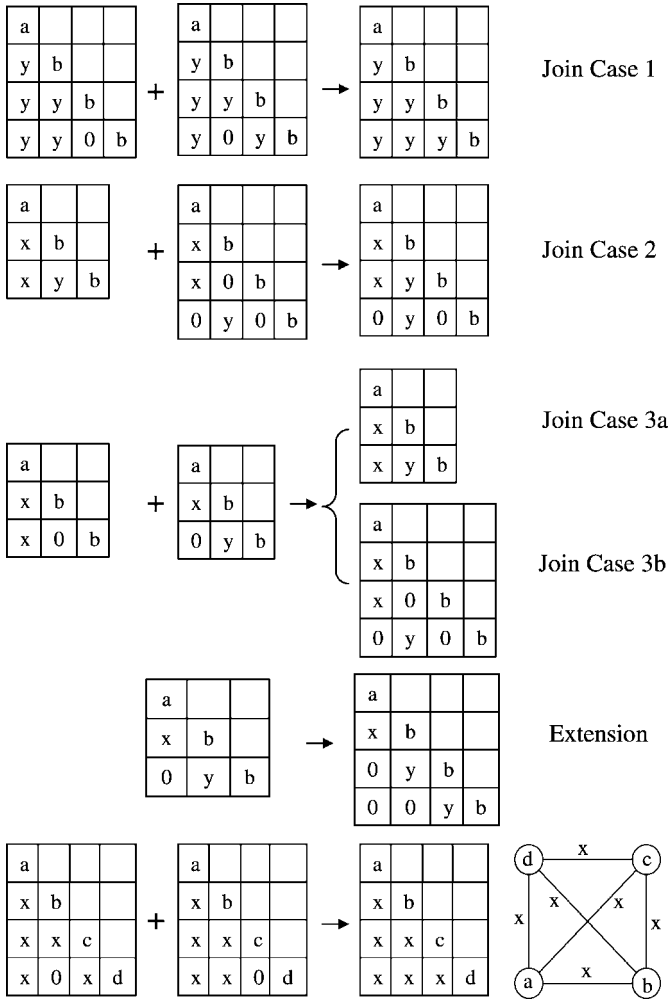 a a a
y b y b y b Join Case 1
y y b + y y b → y y b
y y 0 b y 0 y b y y y b
a a a
x b x b x b Join Case 2
x y b + x 0 b → x y b
0 y 0 b 0 y 0 b
a
x b Join Case 3a
x y b
a a
x b + x b →
x 0 b 0 y b
a
x b
x 0 b Join Case 3b
0 y 0 b
a a
x b → x b Extension
0 y b 0 y b
0 0 y b
a a a d x c
x b x b x b x x
x x c + x x c → x x c x x
x 0 x d x x 0 d x x x d a x b